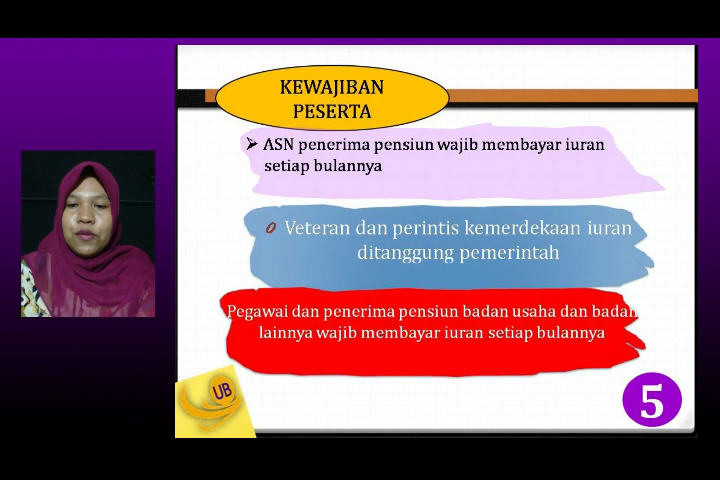 KEWAJIBAN
PESERTA
➢ ASN penerima pensiun wajib membayar iuran
setiap bulannya
o Veteran dan perintis kemerdekaan iuran
ditanggung pemerintah
Pegawai dan penerima pensiun badan usaha dan badan
lainnya wajib membayar iuran setiap bulannya
UB
5